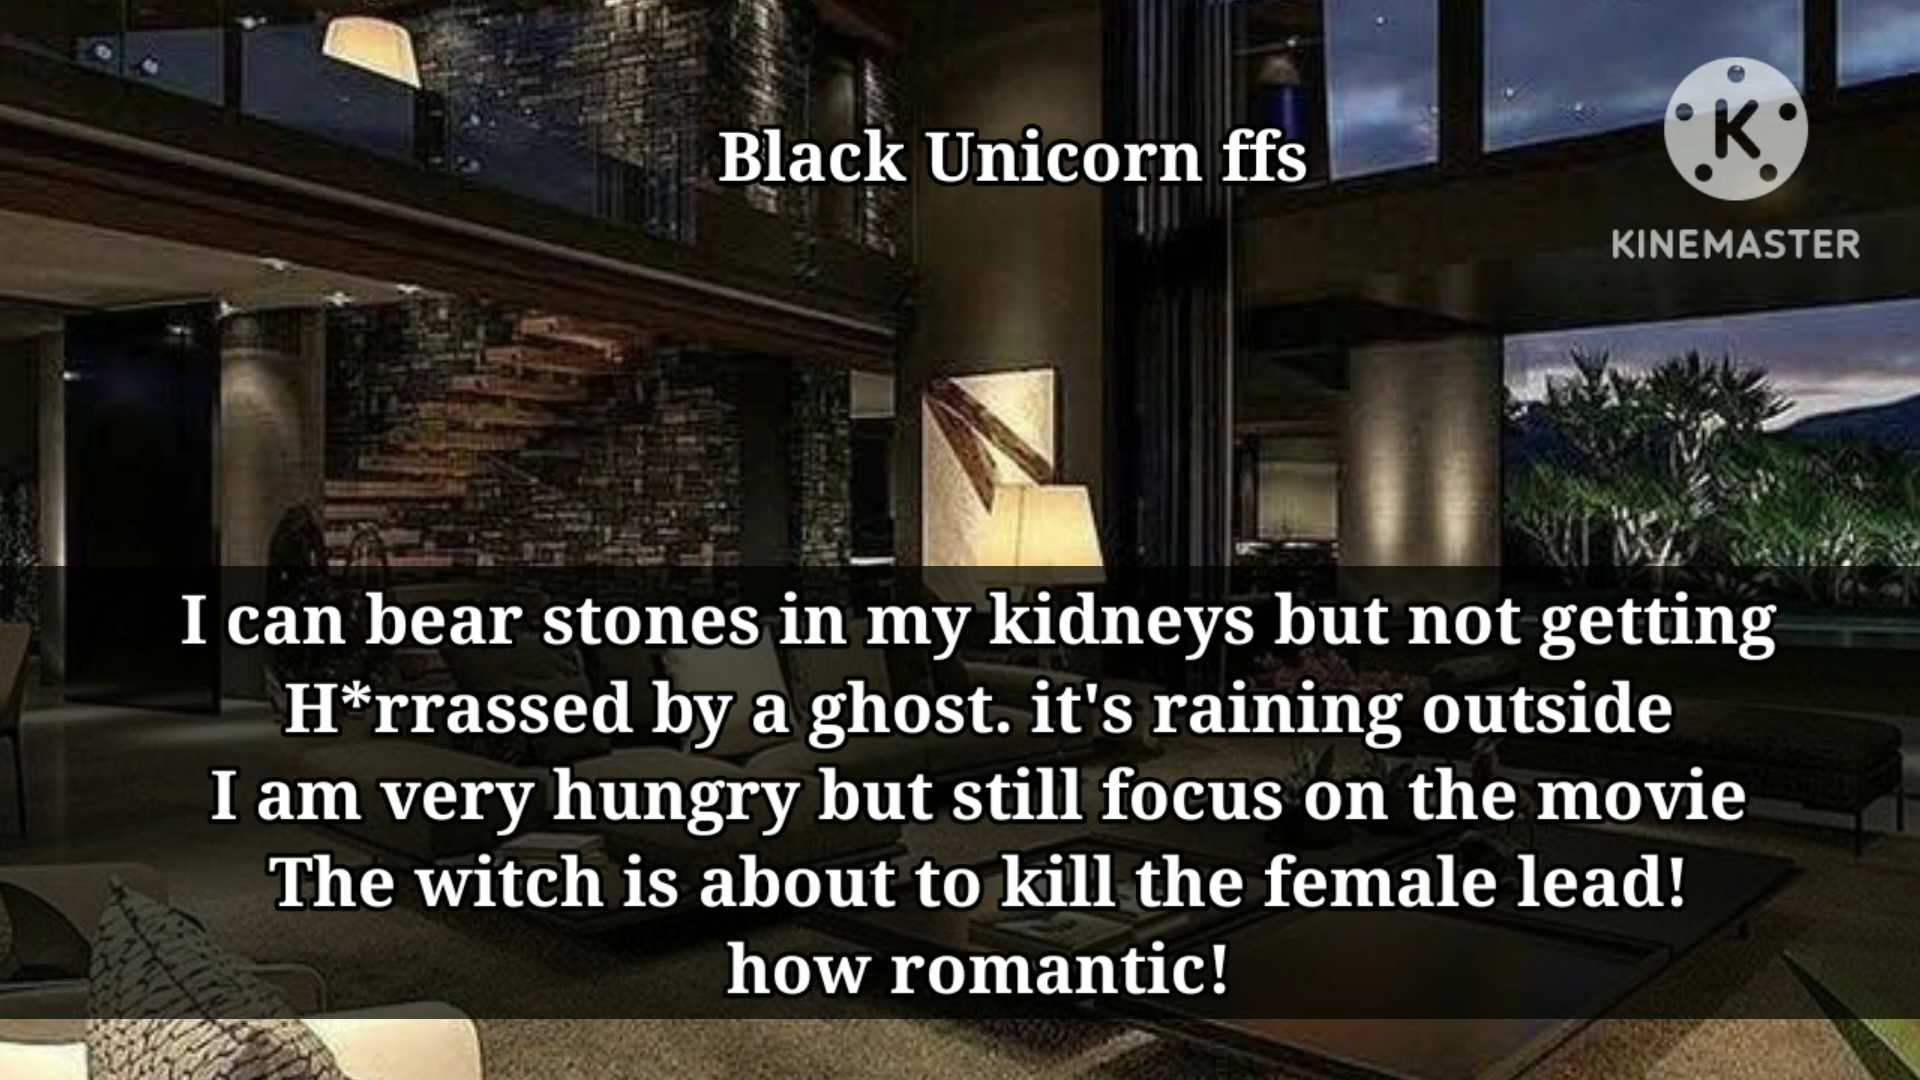 Black Unicorn ffs
K
KINEMASTER
I can bear stones in my kidneys but not getting
H*rrassed by a ghost. it's raining outside
I am very hungry but still focus on the movie
The witch is about to kill the female lead!
how romantic!